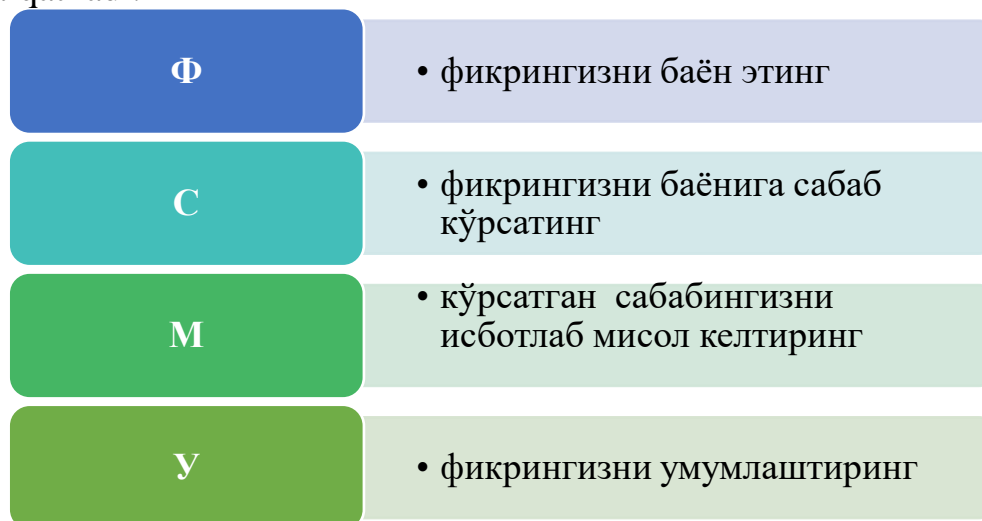 Ф
• фикрингизни баён этинг
С
• фикрингизни баёнига сабаб
кўрсатинг
М
• кўрсатган сабабингизни
исботлаб мисол келтиринг
У
• фикрингизни умумлаштиринг